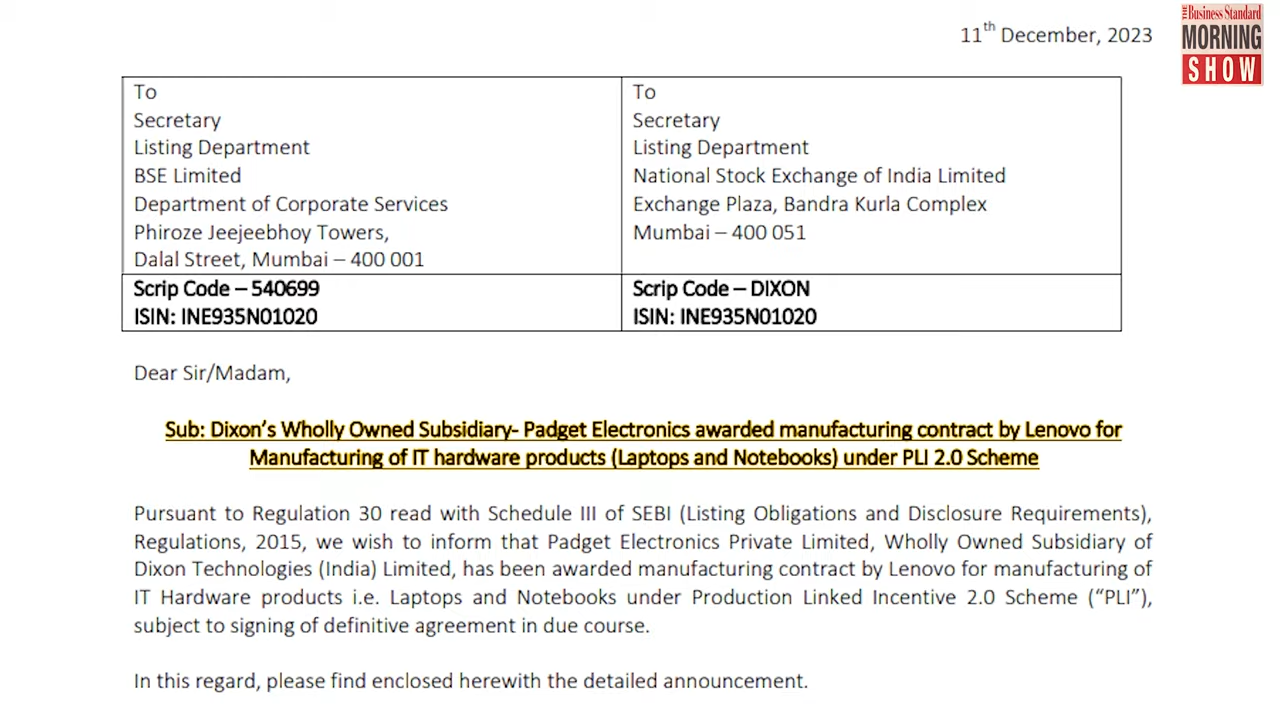 11th December, 2023
THE Business Standard
MORNING
SHOW
To
Secretary
Listing Department
BSE Limited
Department of Corporate Services
Phiroze Jeejeebhoy Towers,
Dalal Street, Mumbai – 400 001
Scrip Code – 540699
ISIN: INE935N01020
To
Secretary
Listing Department
National Stock Exchange of India Limited
Exchange Plaza, Bandra Kurla Complex
Mumbai – 400 051
Scrip Code – DIXON
ISIN: INE935N01020
Dear Sir/Madam,
Sub: Dixon’s Wholly Owned Subsidiary- Padget Electronics awarded manufacturing contract by Lenovo for
Manufacturing of IT hardware products (Laptops and Notebooks) under PLI 2.0 Scheme
Pursuant to Regulation 30 read with Schedule III of SEBI (Listing Obligations and Disclosure Requirements),
Regulations, 2015, we wish to inform that Padget Electronics Private Limited, Wholly Owned Subsidiary of
Dixon Technologies (India) Limited, has been awarded manufacturing contract by Lenovo for manufacturing of
IT Hardware products i.e. Laptops and Notebooks under Production Linked Incentive 2.0 Scheme (“PLI”),
subject to signing of definitive agreement in due course.
In this regard, please find enclosed herewith the detailed announcement.